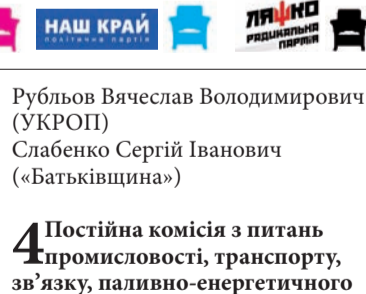 НАШ КРАЙ
політична партія
ЛЯШКО
РАДИКАЛЬНА
ПАРТІЯ
Рубльов Вячеслав Володимирович
(УКРОП)
Слабенко Сергій Іванович
(«Батьківщина»)
4 Постійна комісія з питань
промисловості, транспорту,
зв’язку, паливно-енергетичного